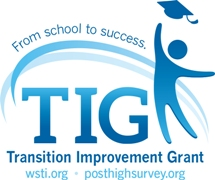 From school to success.
TIG
Transition Improvement Grant
wsti.org • posthighsurvey.org